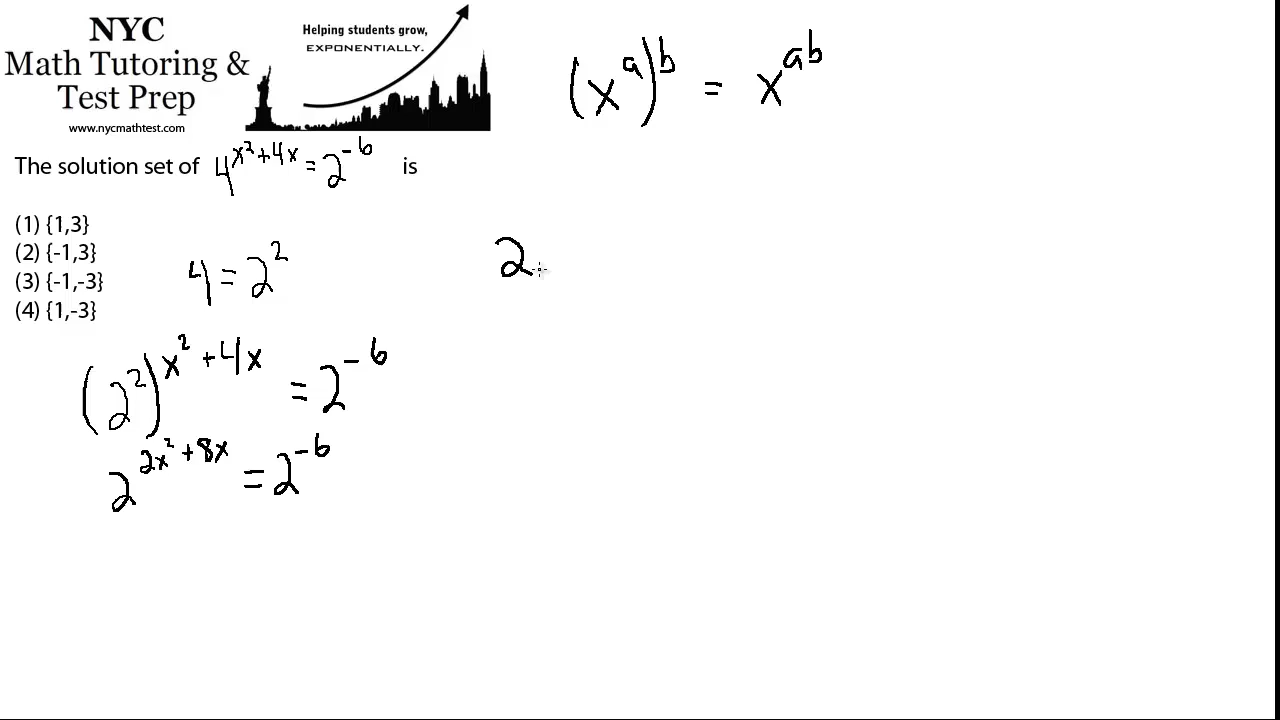 NYC
Math Tutoring &
Test Prep
www.nycmathtest.com
Helping students grow,
EXPONENTIALLY.
(x^a)^b = x^ab
The solution set of 4^x²+4x = 2^-6 is
(1) {1,3}
(2) {-1,3}
(3) {-1,-3}
(4) {1,-3}
4 = 2²
2
(2²)^x²+4x = 2^-6
2^2x²+8x = 2^-6